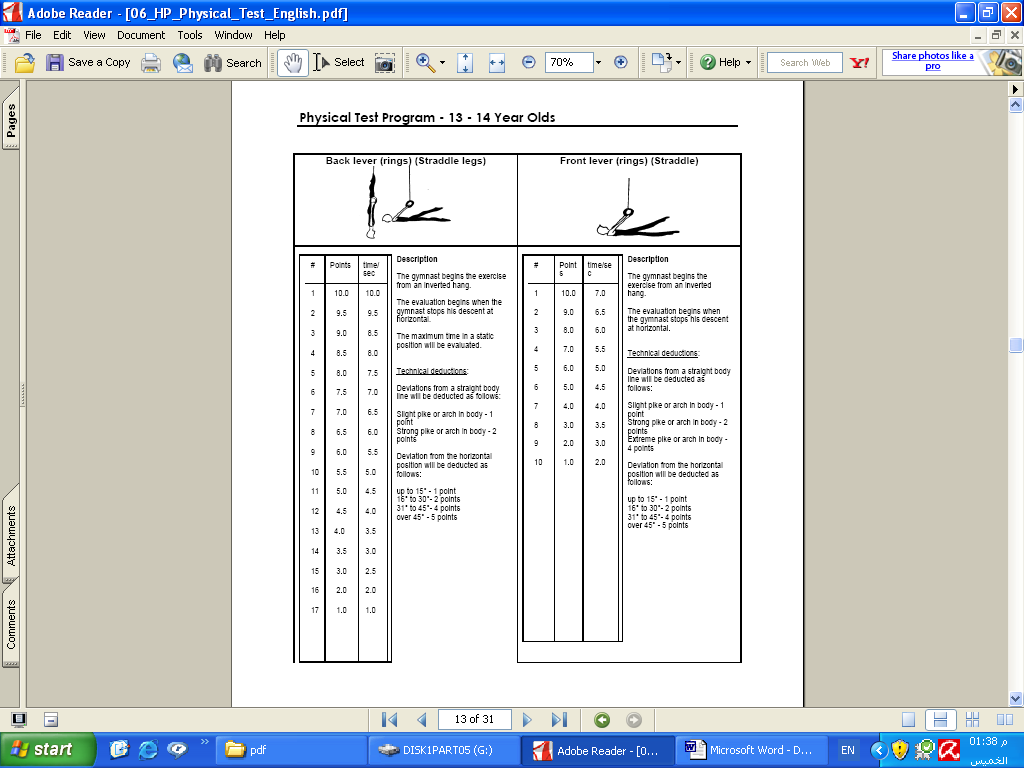 Adobe Reader - [06_HP_Physical_Test_English.pdf]
File Edit View Document Tools Window Help
Save a Copy Search Select 70% Help Search Web Y!
Share photos like a
pro
Pages
Attachments
Comments
Physical Test Program - 13 - 14 Year Olds
Back lever (rings) (Straddle legs)
# Points time/
sec
1 10.0 10.0
2 9.5 9.5
3 9.0 8.5
4 8.5 8.0
5 8.0 7.5
6 7.5 7.0
7 7.0 6.5
8 6.5 6.0
9 6.0 5.5
10 5.5 5.0
11 5.0 4.5
12 4.5 4.0
13 4.0 3.5
14 3.5 3.0
15 3.0 2.5
16 2.0 2.0
17 1.0 1.0
Description
The gymnast begins the exercise
from an inverted hang.
The evaluation begins when the
gymnast stops his descent at
horizontal.
The maximum time in a static
position will be evaluated.
Technical deductions:
Deviations from a straight body
line will be deducted as follows:
Slight pike or arch in body - 1
point
Strong pike or arch in body - 2
points
Deviation from the horizontal
position will be deducted as
follows:
up to 15° - 1 point
16° to 30°- 2 points
31° to 45°- 4 points
over 45° - 5 points
Front lever (rings) (Straddle)
# Point
s time/se
c
1 10.0 7.0
2 9.0 6.5
3 8.0 6.0
4 7.0 5.5
5 6.0 5.0
6 5.0 4.5
7 4.0 4.0
8 3.0 3.5
9 2.0 3.0
10 1.0 2.0
Description
The gymnast begins the
exercise from an inverted
hang.
The evaluation begins when
the gymnast stops his descent
at horizontal.
Technical deductions:
Deviations from a straight body
line will be deducted as
follows:
Slight pike or arch in body - 1
point
Strong pike or arch in body - 2
points
Extreme pike or arch in body -
4 points
Deviation from the horizontal
position will be deducted as
follows:
up to 15° - 1 point
16° to 30°- 2 points
31° to 45°- 4 points
over 45° - 5 points
13 of 31
start pdf DISK1PART05 (G:) Adobe Reader - [0... Microsoft Word - D... EN 01:38 م
الخميس